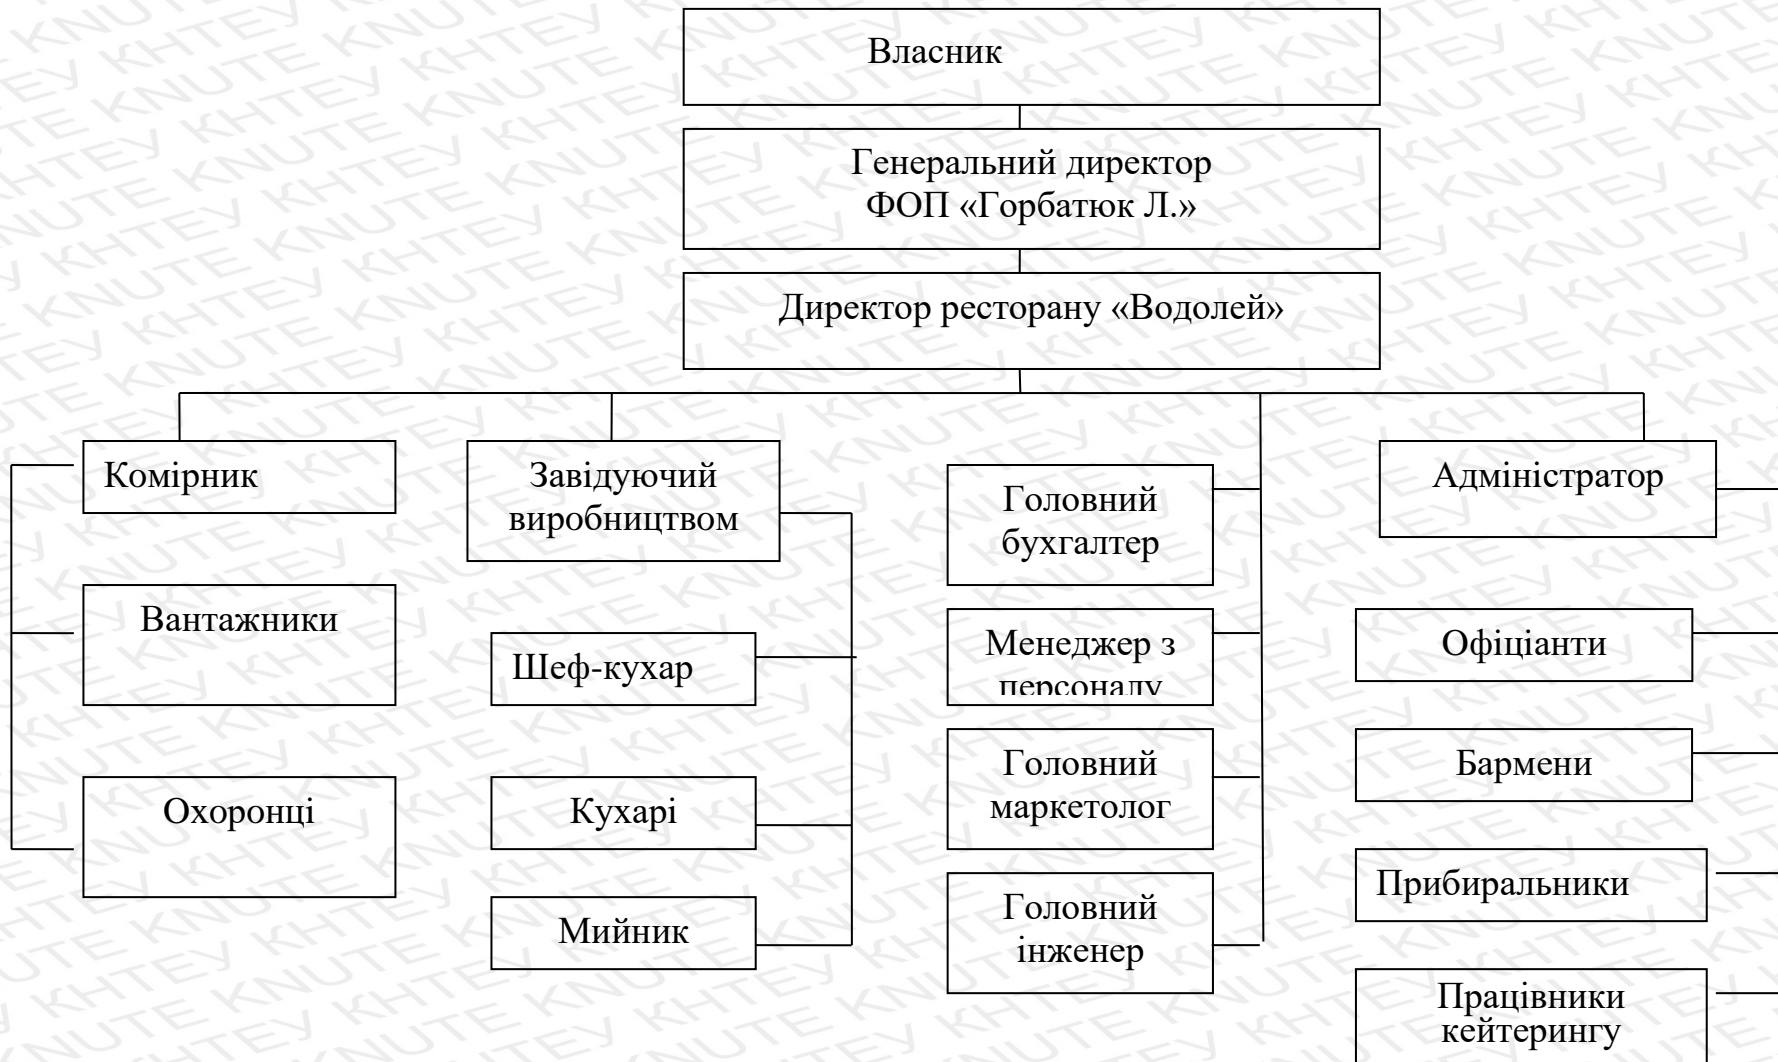 Власник
Генеральний директор
ФОП «Горбатюк Л.»
Директор ресторану «Водолей»
Комірник
Вантажники
Охоронці
Завідуючий
виробництвом
Шеф-кухар
Кухарі
Мийник
Головний
бухгалтер
Менеджер з
персоналу
Головний
маркетолог
Головний
інженер
Адміністратор
Офіціанти
Бармени
Прибиральники
Працівники
кейтерингу